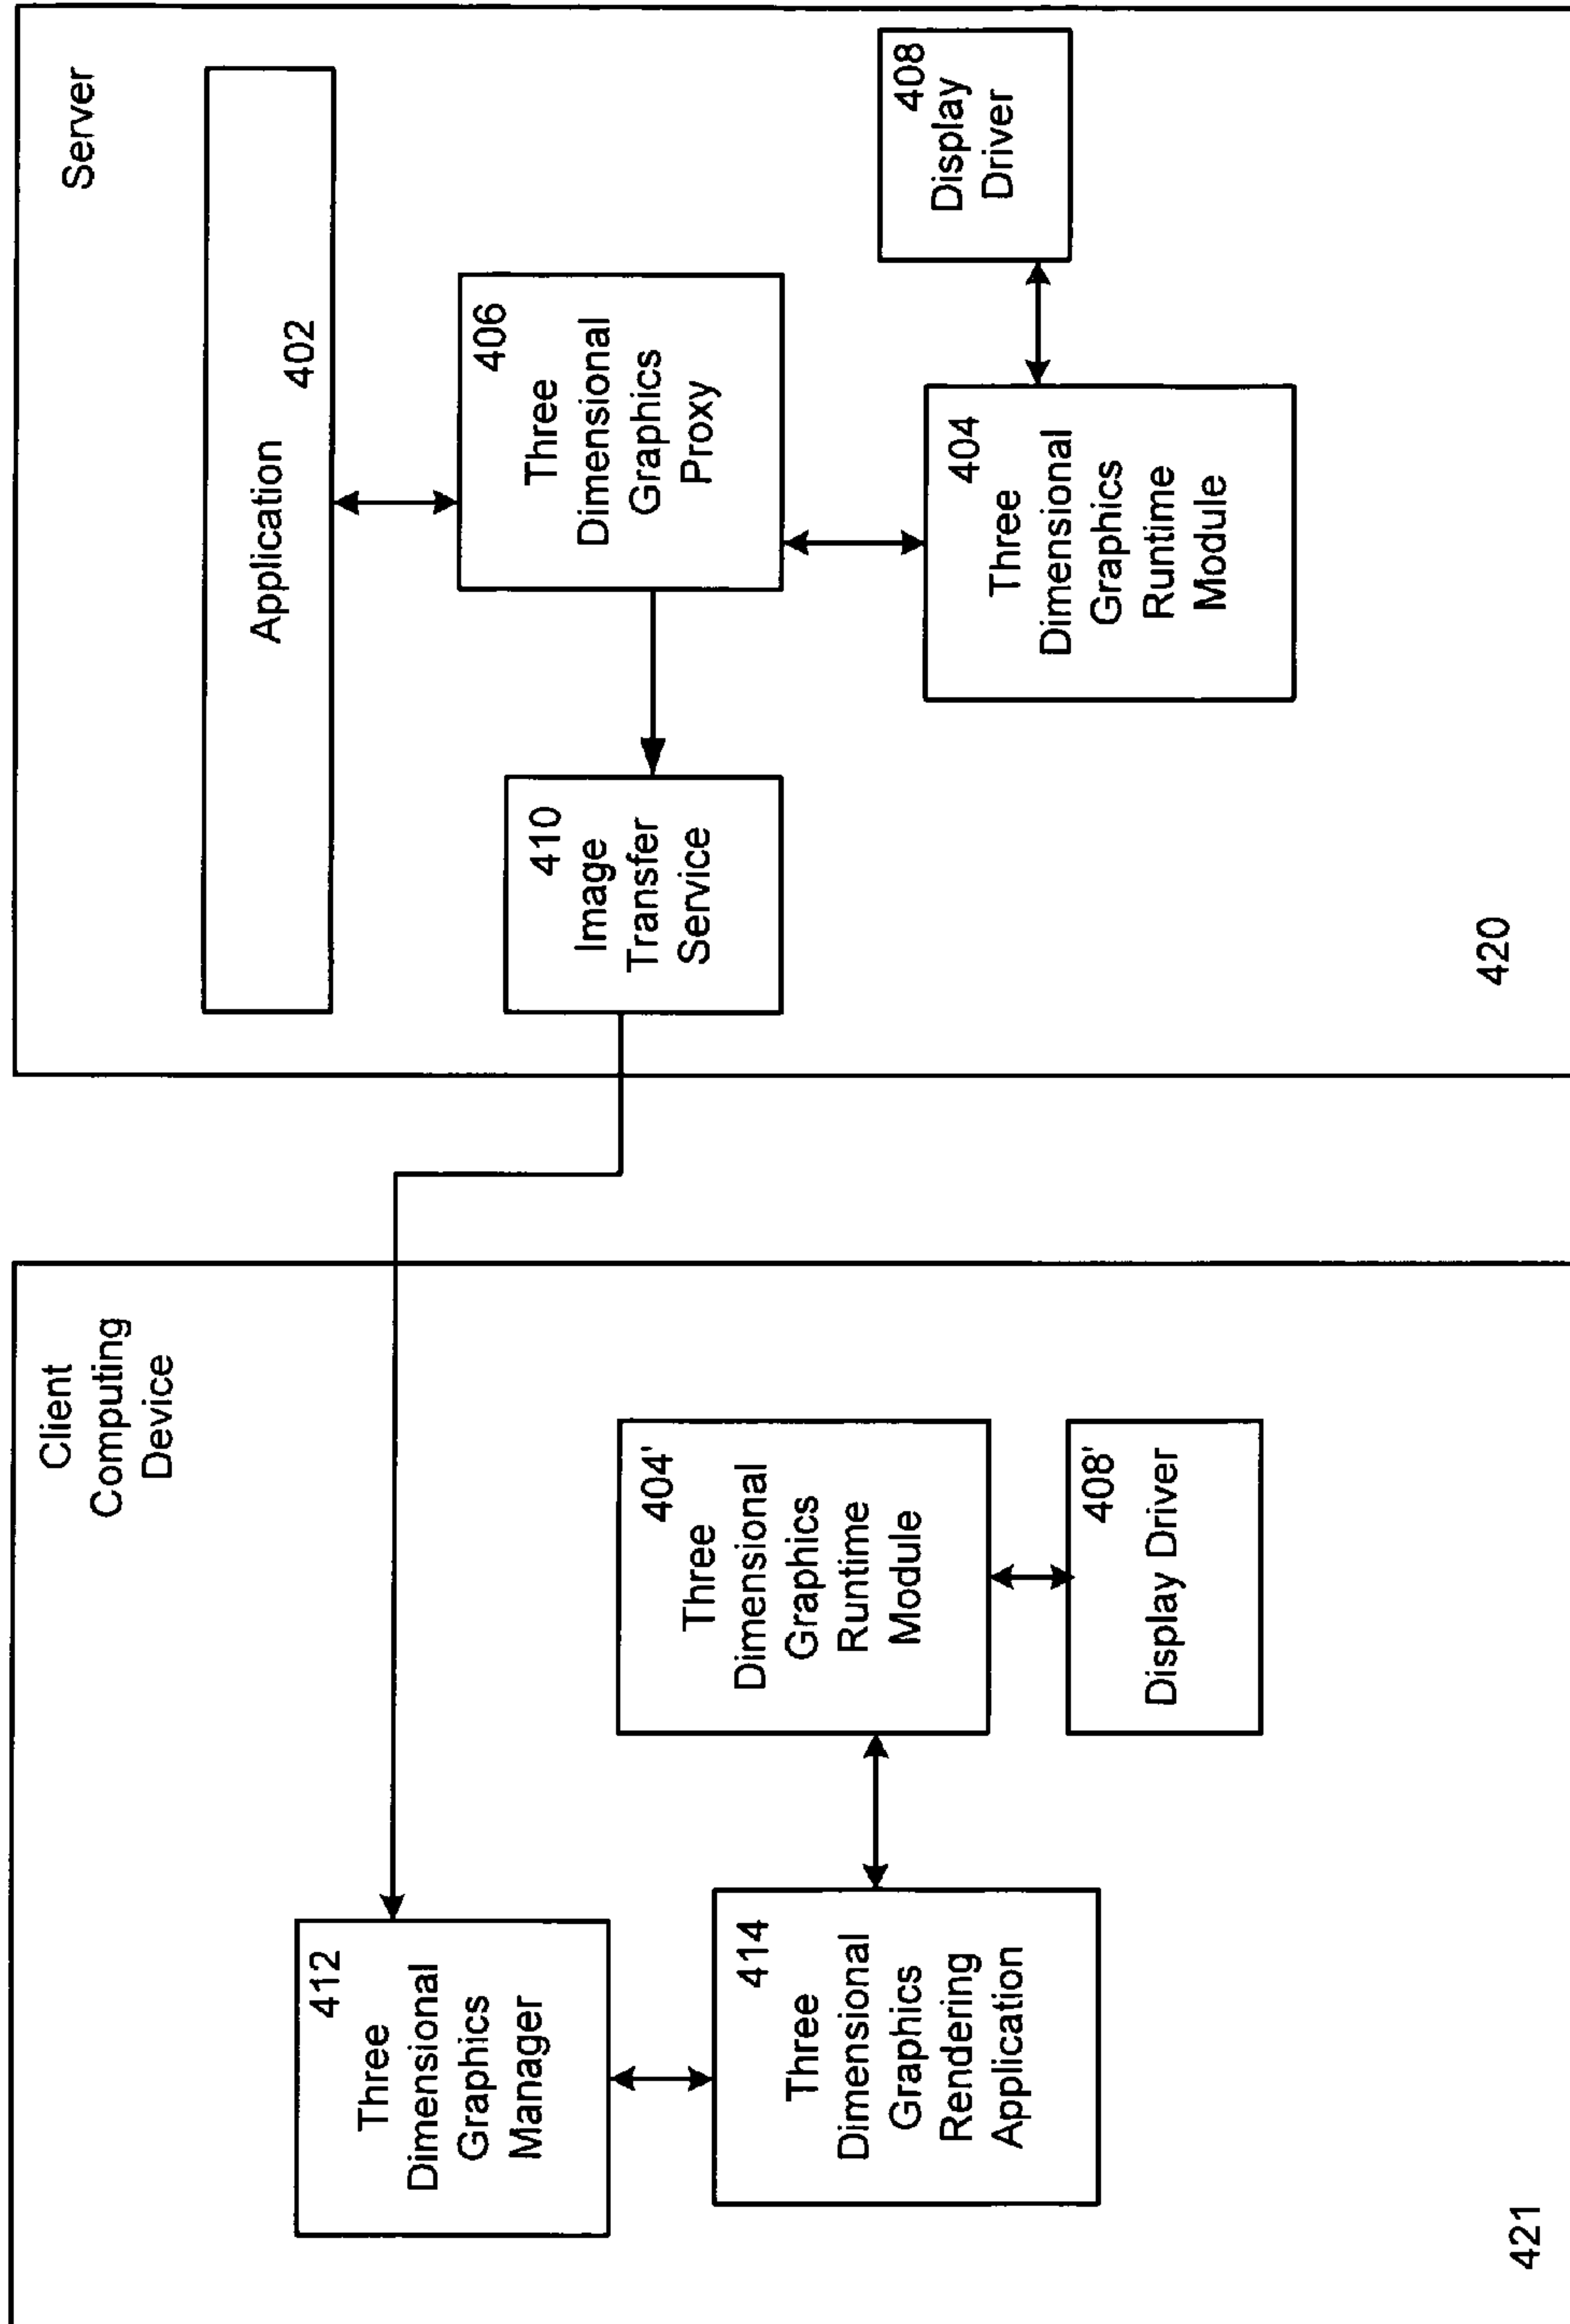 Client
Computing
Device
412
Three
Dimensional
Graphics
Manager
414
Three
Dimensional
Graphics
Rendering
Application
404'
Three
Dimensional
Graphics
Runtime
Module
408'
Display Driver
421
Server
Application
402
406
Three
Dimensional
Graphics
Proxy
410
Image
Transfer
Service
404
Three
Dimensional
Graphics
Runtime
Module
408
Display
Driver
420